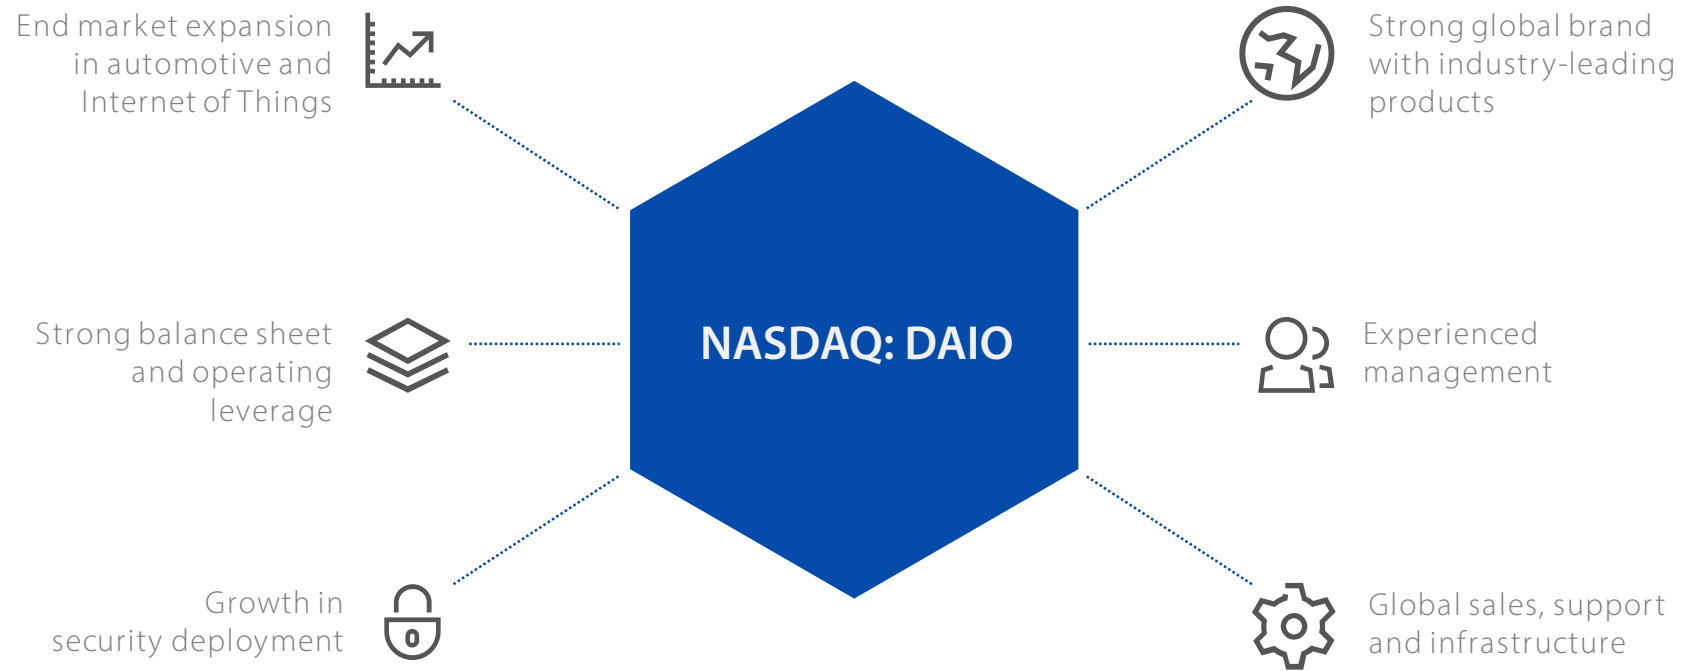 End market expansion
in automotive and
Internet of Things
Strong balance sheet
and operating
leverage
Growth in
security deployment
NASDAQ: DAIO
Strong global brand
with industry-leading
products
Experienced
management
Global sales, support
and infrastructure